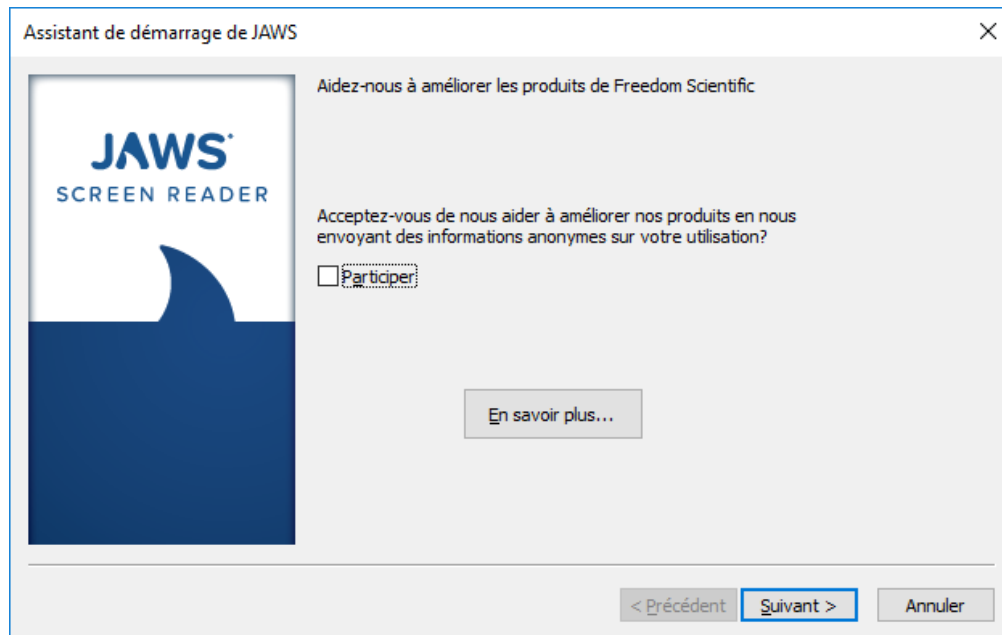 Assistant de démarrage de JAWS
Aidez-nous à améliorer les produits de Freedom Scientific
JAWS
SCREEN READER
Acceptez-vous de nous aider à améliorer nos produits en nous
envoyant des informations anonymes sur votre utilisation?
Participer
En savoir plus...
< Précédent
Suivant >
Annuler